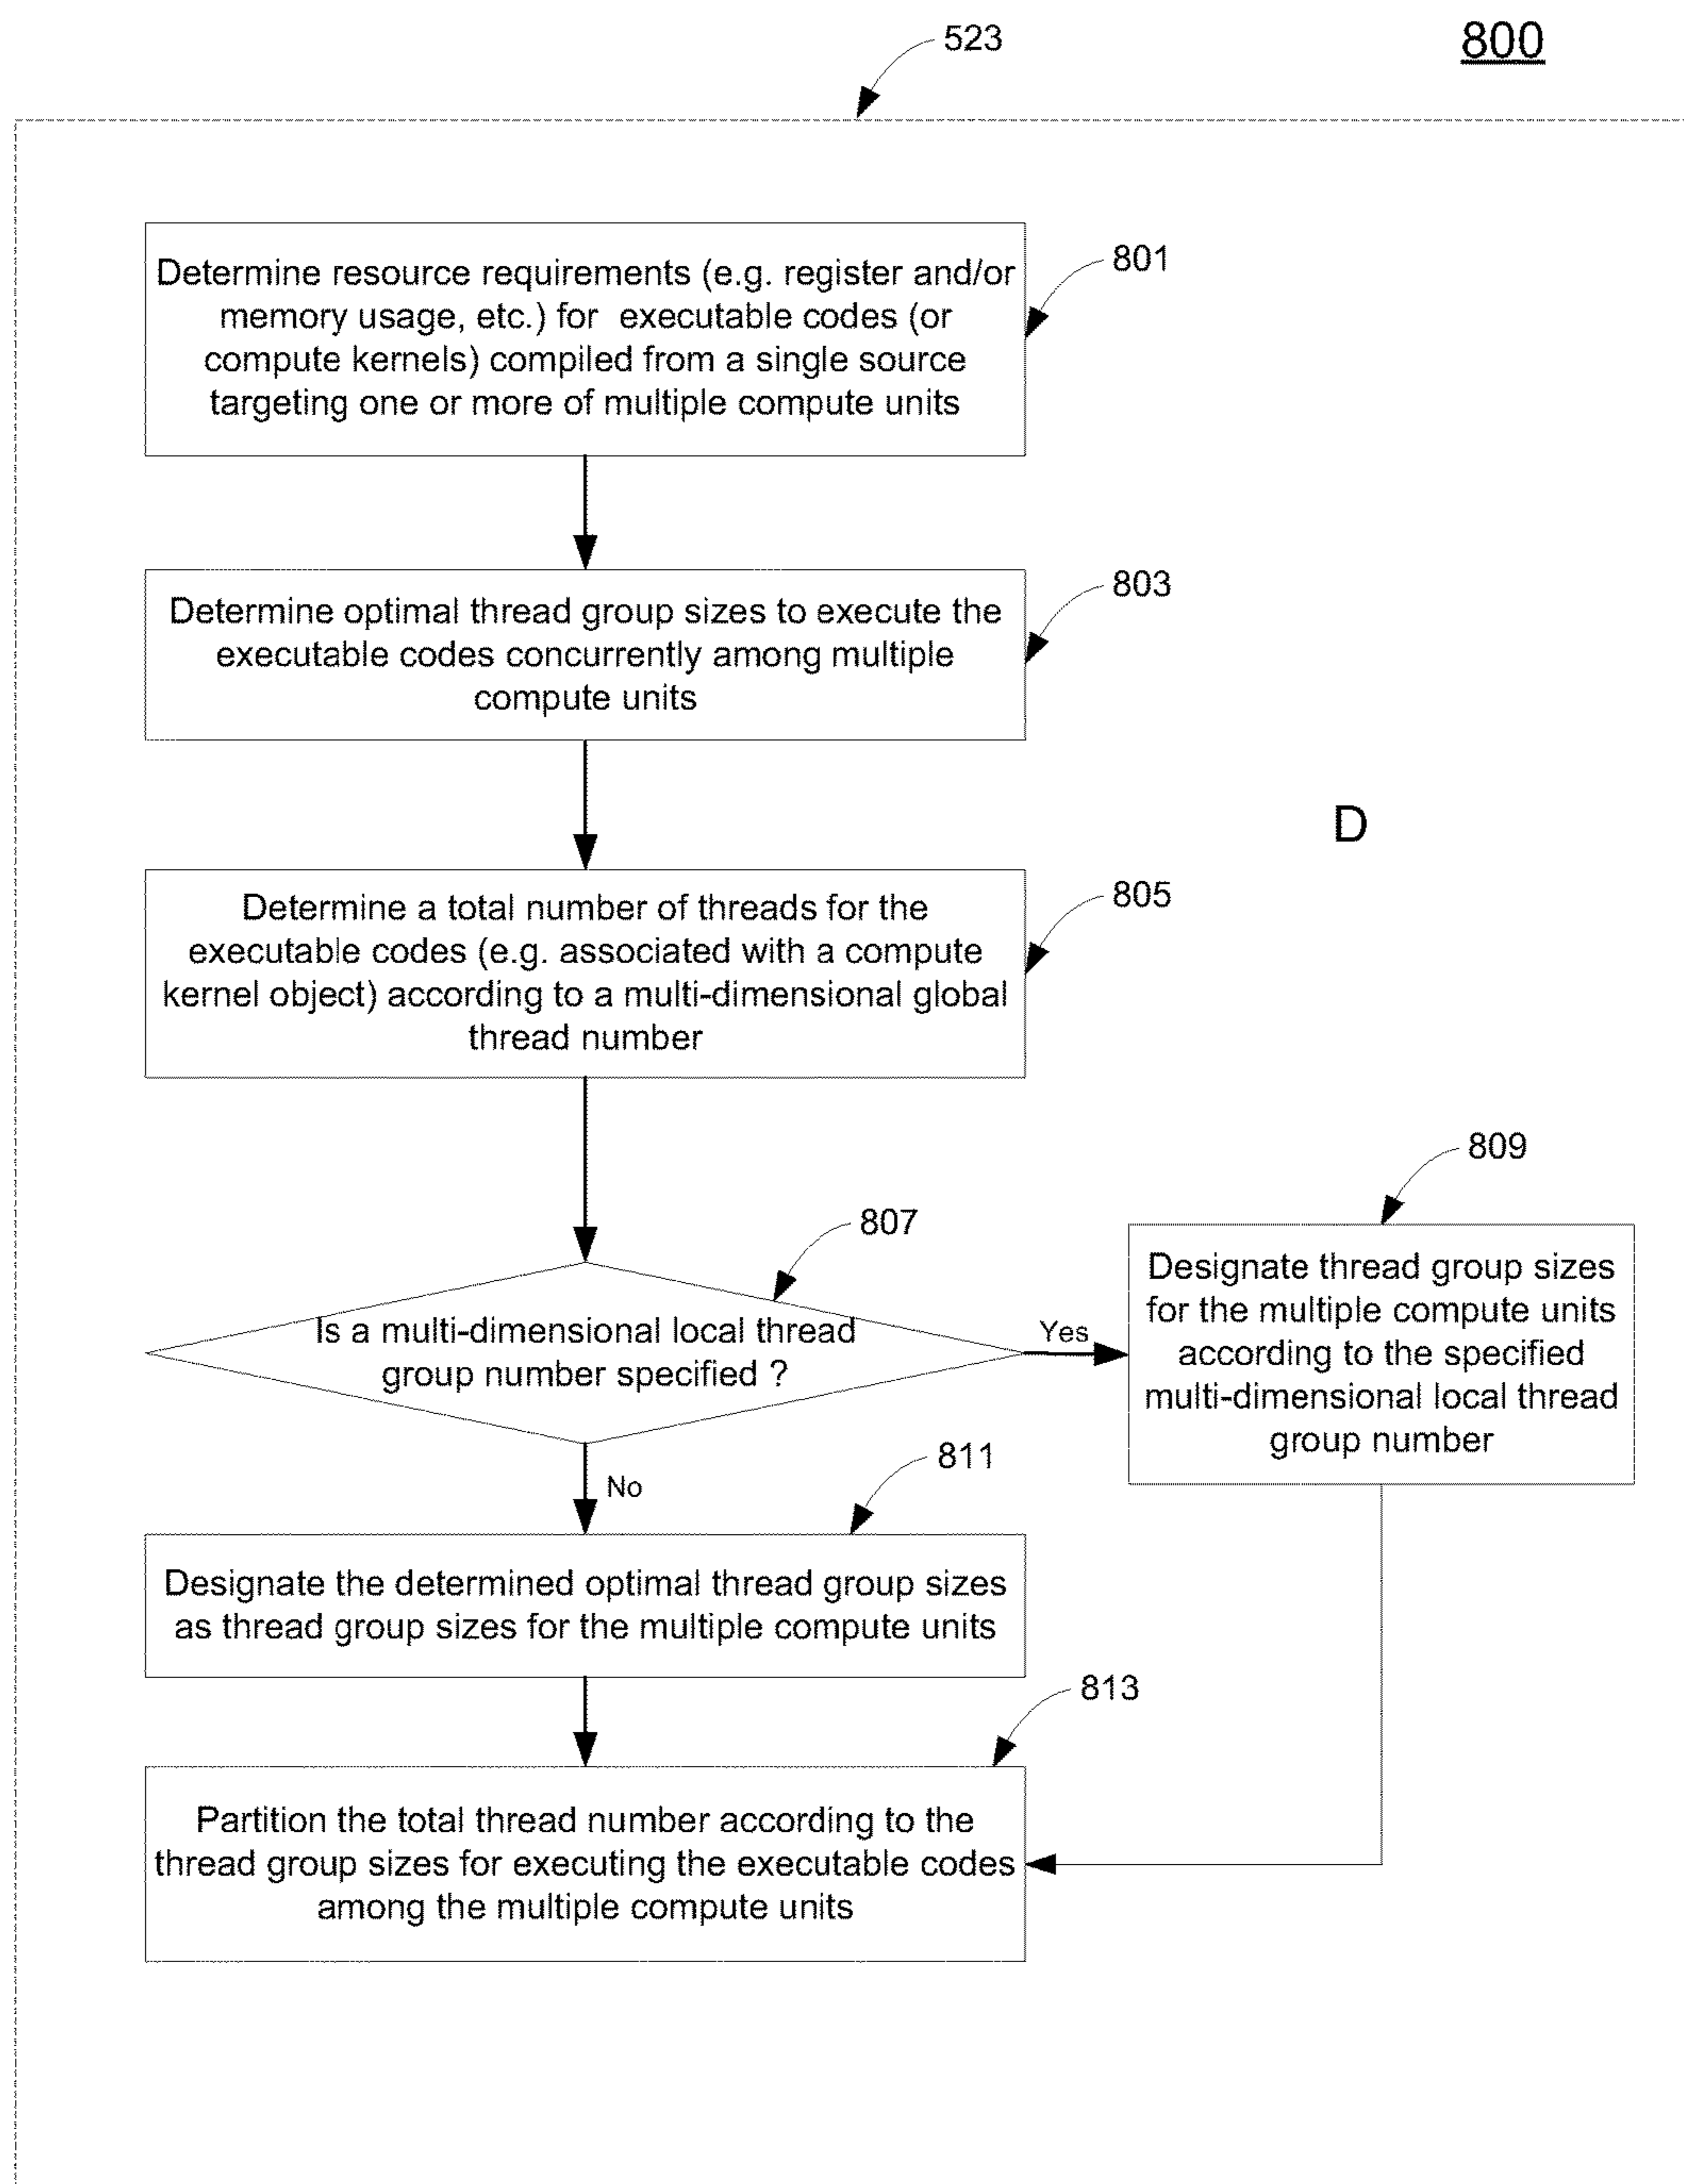 523
800
Determine resource requirements (e.g. register and/or
memory usage, etc.) for executable codes (or
compute kernels) compiled from a single source
targeting one or more of multiple compute units
801
Determine optimal thread group sizes to execute the
executable codes concurrently among multiple
compute units
803
D
Determine a total number of threads for the
executable codes (e.g. associated with a compute
kernel object) according to a multi-dimensional global
thread number
805
Is a multi-dimensional local thread
group number specified ?
807
Yes
809
Designate thread group sizes
for the multiple compute units
according to the specified
multi-dimensional local thread
group number
No
811
Designate the determined optimal thread group sizes
as thread group sizes for the multiple compute units
813
Partition the total thread number according to the
thread group sizes for executing the executable codes
among the multiple compute units